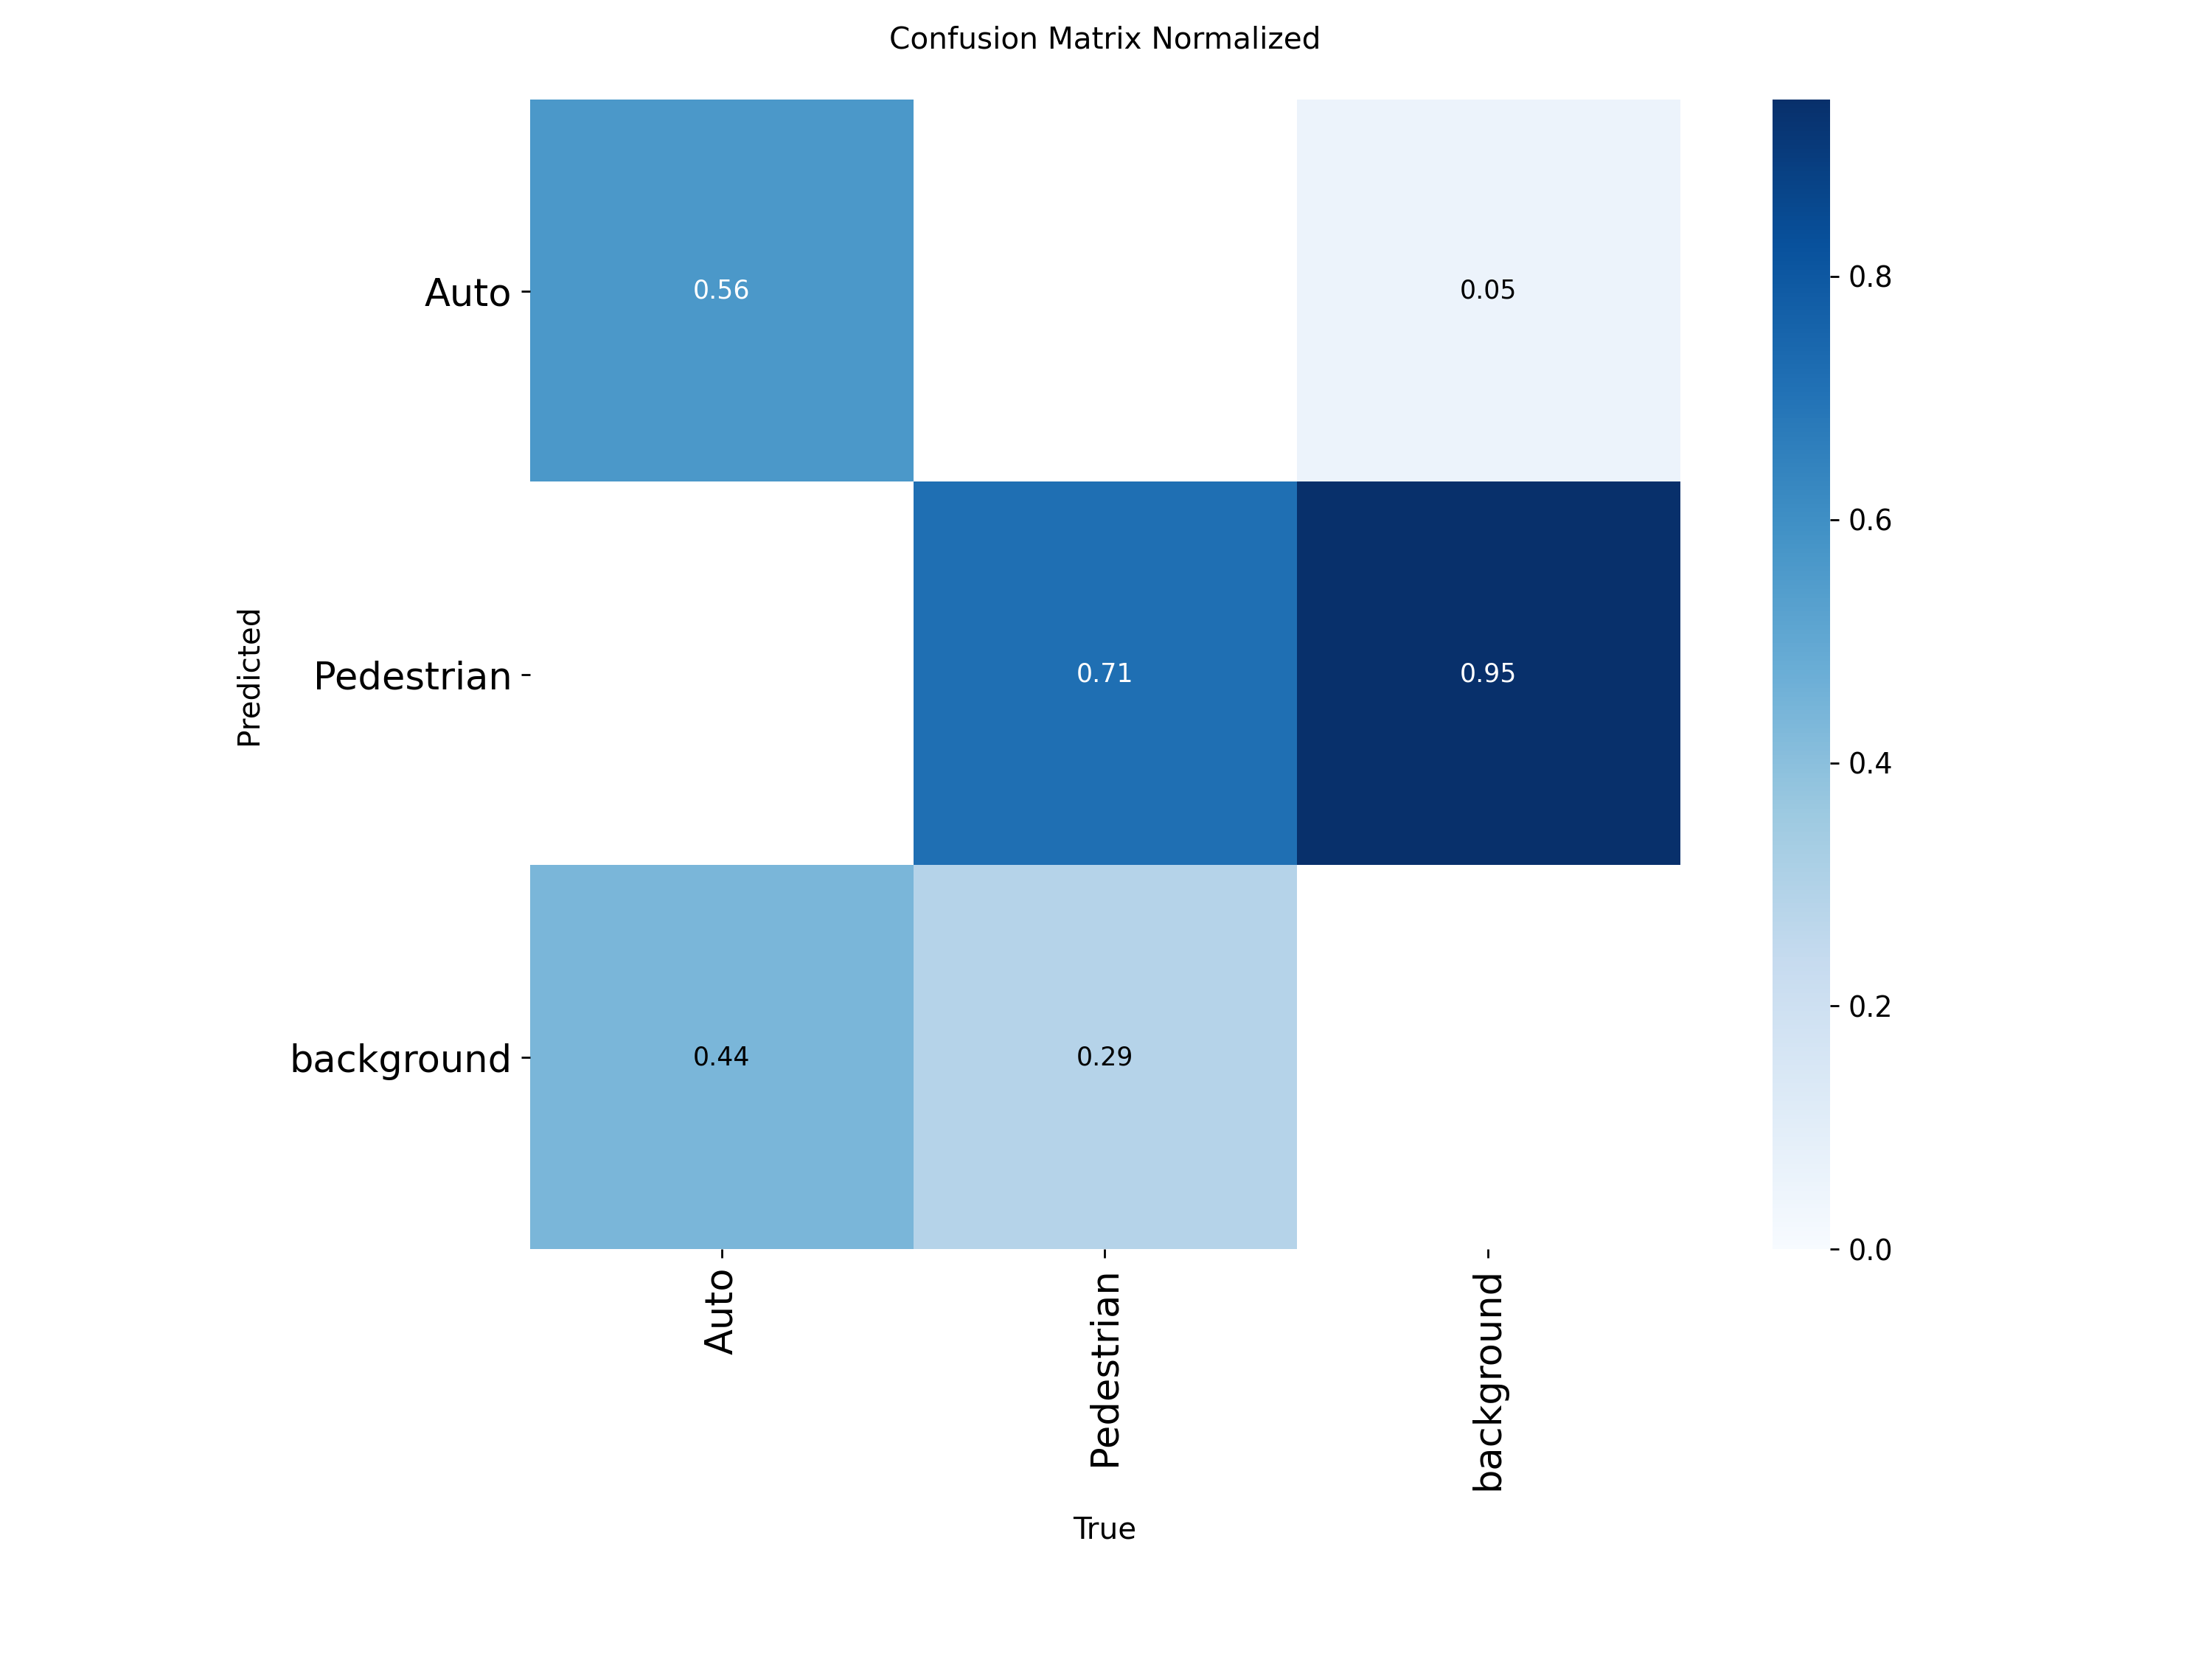 Confusion Matrix Normalized
Predicted
Auto
Pedestrian
background
0.56
0.05
0.71
0.95
0.44
0.29
Auto
Pedestrian
background
True
0.8
0.6
0.4
0.2
0.0